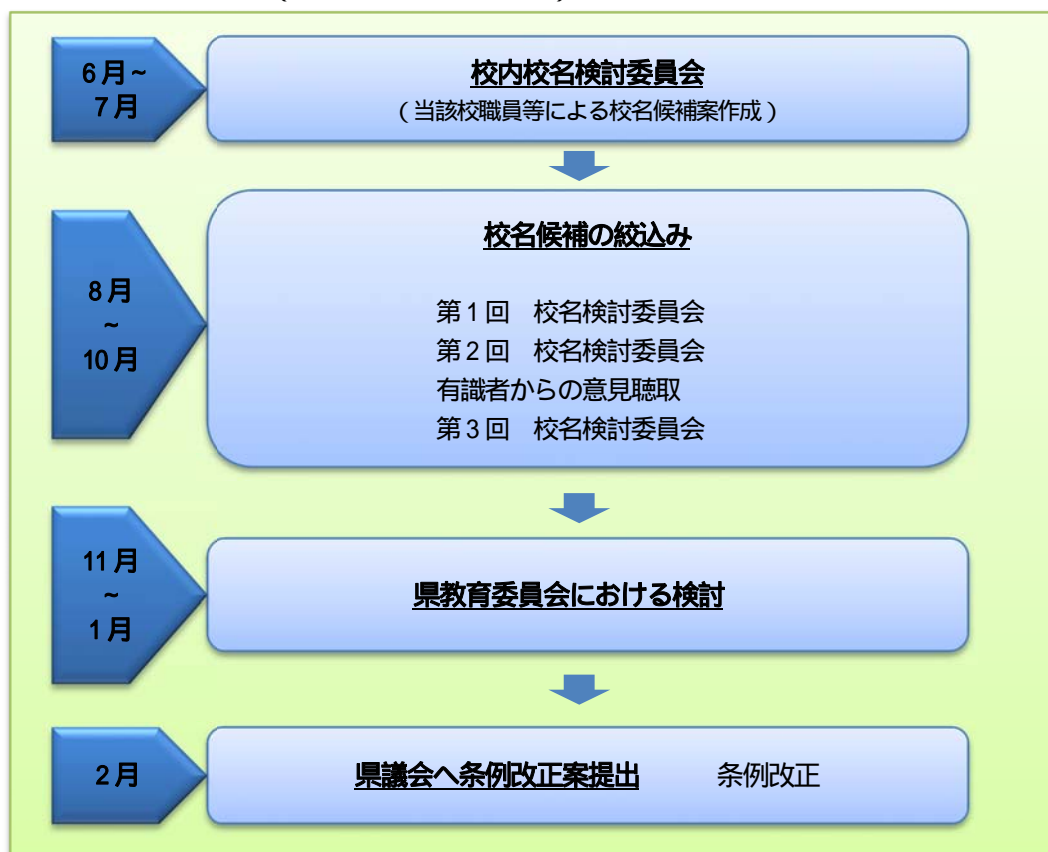 6月~
7月
校内校名検討委員会
(当該校職員等による校名候補案作成)
8月
~
10月
校名候補の絞込み
第1回 校名検討委員会
第2回 校名検討委員会
有識者からの意見聴取
第3回 校名検討委員会
11月
~
1月
県教育委員会における検討
2月
県議会へ条例改正案提出 条例改正